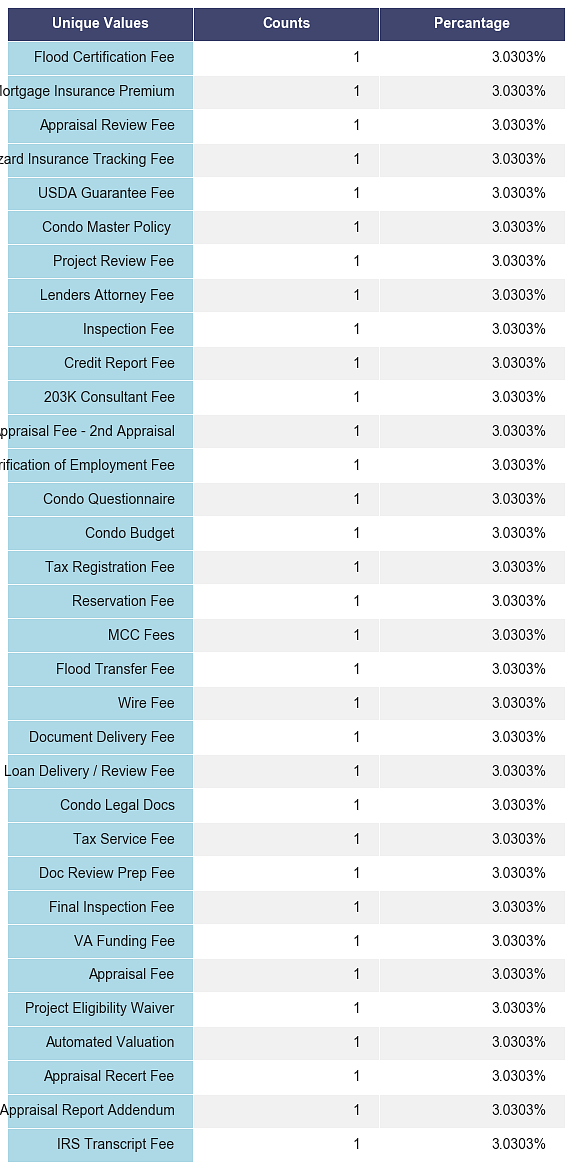 Unique Values Counts Percantage
Flood Certification Fee 1 3.0303%
ortgage Insurance Premium 1 3.0303%
Appraisal Review Fee 1 3.0303%
zard Insurance Tracking Fee 1 3.0303%
USDA Guarantee Fee 1 3.0303%
Condo Master Policy 1 3.0303%
Project Review Fee 1 3.0303%
Lenders Attorney Fee 1 3.0303%
Inspection Fee 1 3.0303%
Credit Report Fee 1 3.0303%
203K Consultant Fee 1 3.0303%
ppraisal Fee - 2nd Appraisal 1 3.0303%
rification of Employment Fee 1 3.0303%
Condo Questionnaire 1 3.0303%
Condo Budget 1 3.0303%
Tax Registration Fee 1 3.0303%
Reservation Fee 1 3.0303%
MCC Fees 1 3.0303%
Flood Transfer Fee 1 3.0303%
Wire Fee 1 3.0303%
Document Delivery Fee 1 3.0303%
Loan Delivery / Review Fee 1 3.0303%
Condo Legal Docs 1 3.0303%
Tax Service Fee 1 3.0303%
Doc Review Prep Fee 1 3.0303%
Final Inspection Fee 1 3.0303%
VA Funding Fee 1 3.0303%
Appraisal Fee 1 3.0303%
Project Eligibility Waiver 1 3.0303%
Automated Valuation 1 3.0303%
Appraisal Recert Fee 1 3.0303%
Appraisal Report Addendum 1 3.0303%
IRS Transcript Fee 1 3.0303%